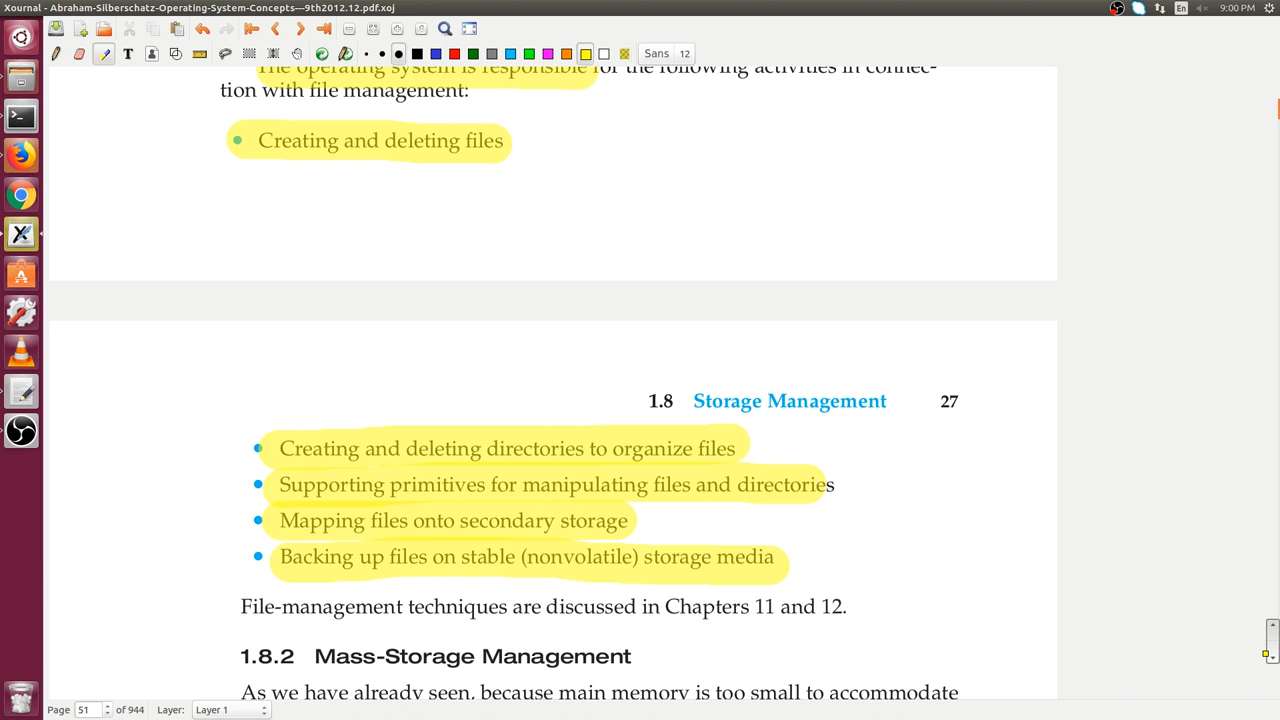 Xournal - Abraham-Silberschatz-Operating-System-Concepts---9th2012.12.pdf.xoj
En
9:00 PM
T
Sans 12
The operating system is responsible for the following activities in connec-
tion with file management:
• Creating and deleting files
1.8 Storage Management 27
• Creating and deleting directories to organize files
• Supporting primitives for manipulating files and directories
• Mapping files onto secondary storage
• Backing up files on stable (nonvolatile) storage media
File-management techniques are discussed in Chapters 11 and 12.
1.8.2 Mass-Storage Management
As we have already seen, because main memory is too small to accommodate
Page 51 of 944 Layer: Layer 1